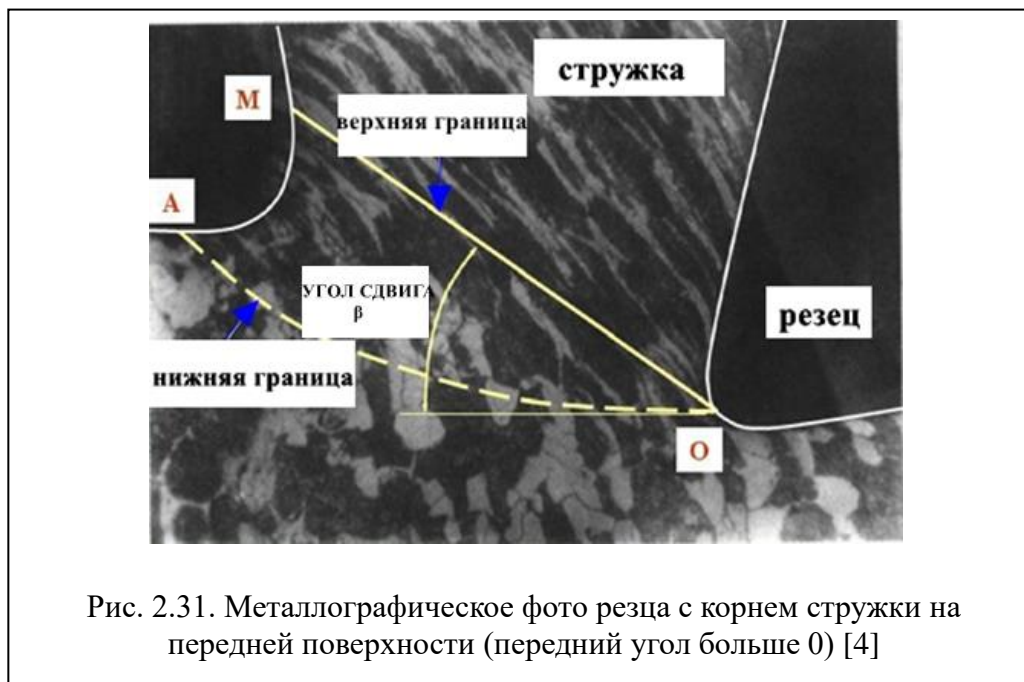 стружка
М
верхняя граница
А
УГОЛ СДВИГА
β
резец
нижняя граница
О
Рис. 2.31. Металлографическое фото резца с корнем стружки на
передней поверхности (передний угол больше 0) [4]